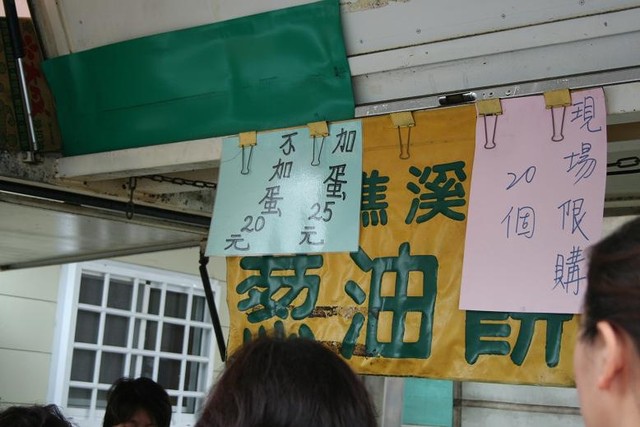 加蛋
25元
不加蛋
20元
礁溪
蔥油餅
現場限購
20個